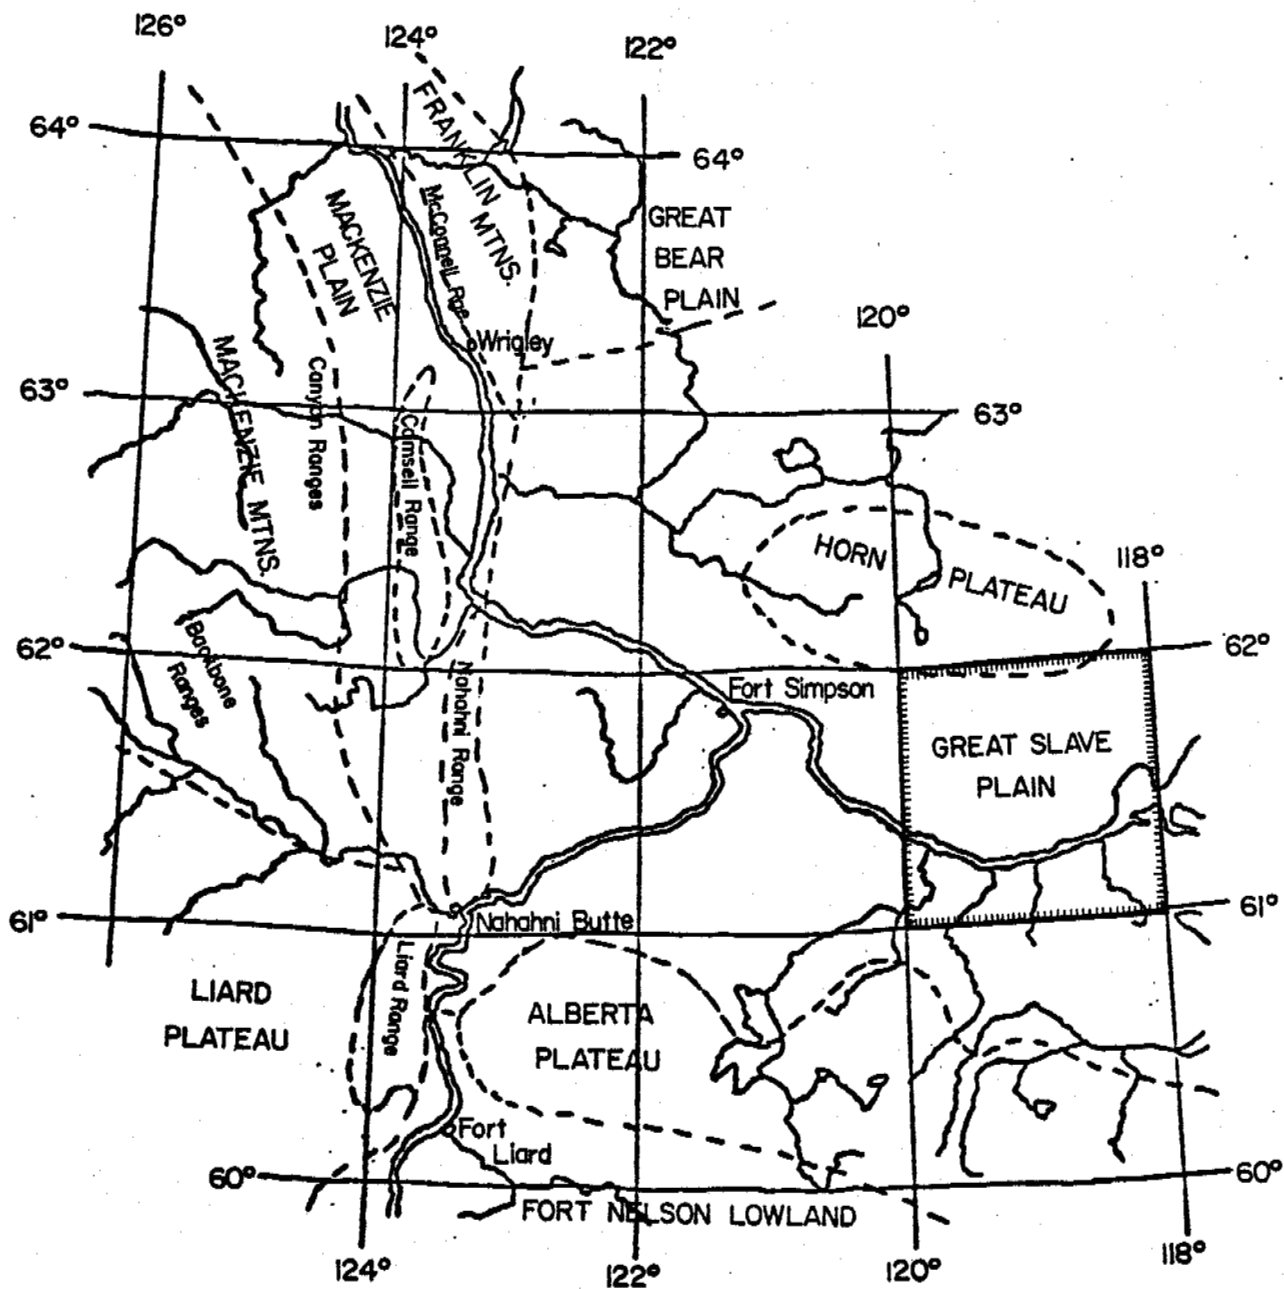 126°
124°
122°
64°
64°
FRANKLIN MTNS.
McConnell Rge.
MACKENZIE
PLAIN
GREAT
BEAR
PLAIN
120°
Wrigley
63°
63°
MACKENZIE MTNS.
Canyon Ranges
Camsell Range
HORN
PLATEAU
118°
62°
62°
Backbone
Ranges
Nahahni Range
Fort Simpson
GREAT SLAVE
PLAIN
61°
61°
Nahahni Butte
Liard Range
LIARD
PLATEAU
ALBERTA
PLATEAU
Fort
Liard
60°
60°
FORT NELSON LOWLAND
124°
122°
120°
118°